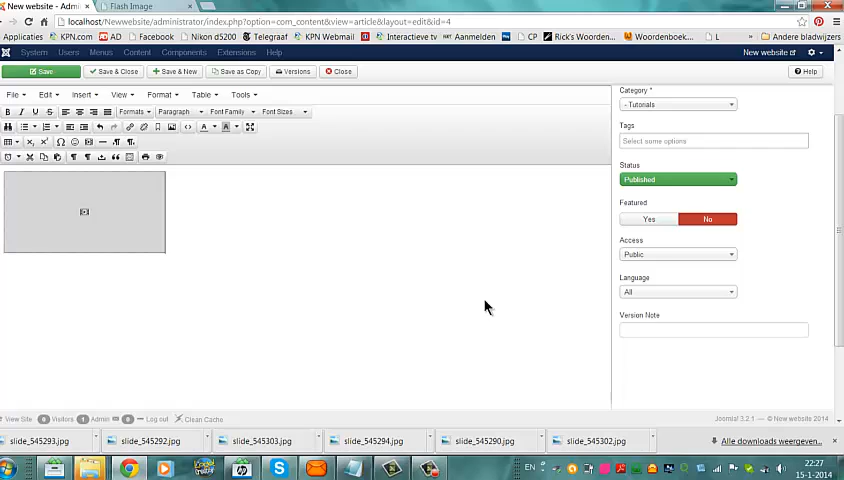 New website - Admi
Flash Image
localhost/Newwebsite/administrator/index.php?option=com_content&view=article&layout=edit&id=4
Applicaties KPN.com AD Facebook Nikon d5200 Telegraaf KPN Webmail Interactieve tv Aanmelden CP Rick's Woorden... Woordenboek... L » Andere bladwijzers
System Users Menus Content Components Extensions Help New website
Save Save & Close Save & New Save as Copy Versions Close Help
File Edit Insert View Format Table Tools
B I U S Formats Paragraph Font Family Font Sizes
A A
Category *
- Tutorials
Tags
Select some options
Status
Published
Featured
Yes No
Access
Public
Language
All
Version Note
View Site 0 Visitors 1 Admin 0 Log out Clean Cache Joomla! 3.2.1 — © New website 2014
slide_545293.jpg slide_545292.jpg slide_545303.jpg slide_545294.jpg slide_545290.jpg slide_545302.jpg Alle downloads weergeven...
EN 22:27
15-1-2014